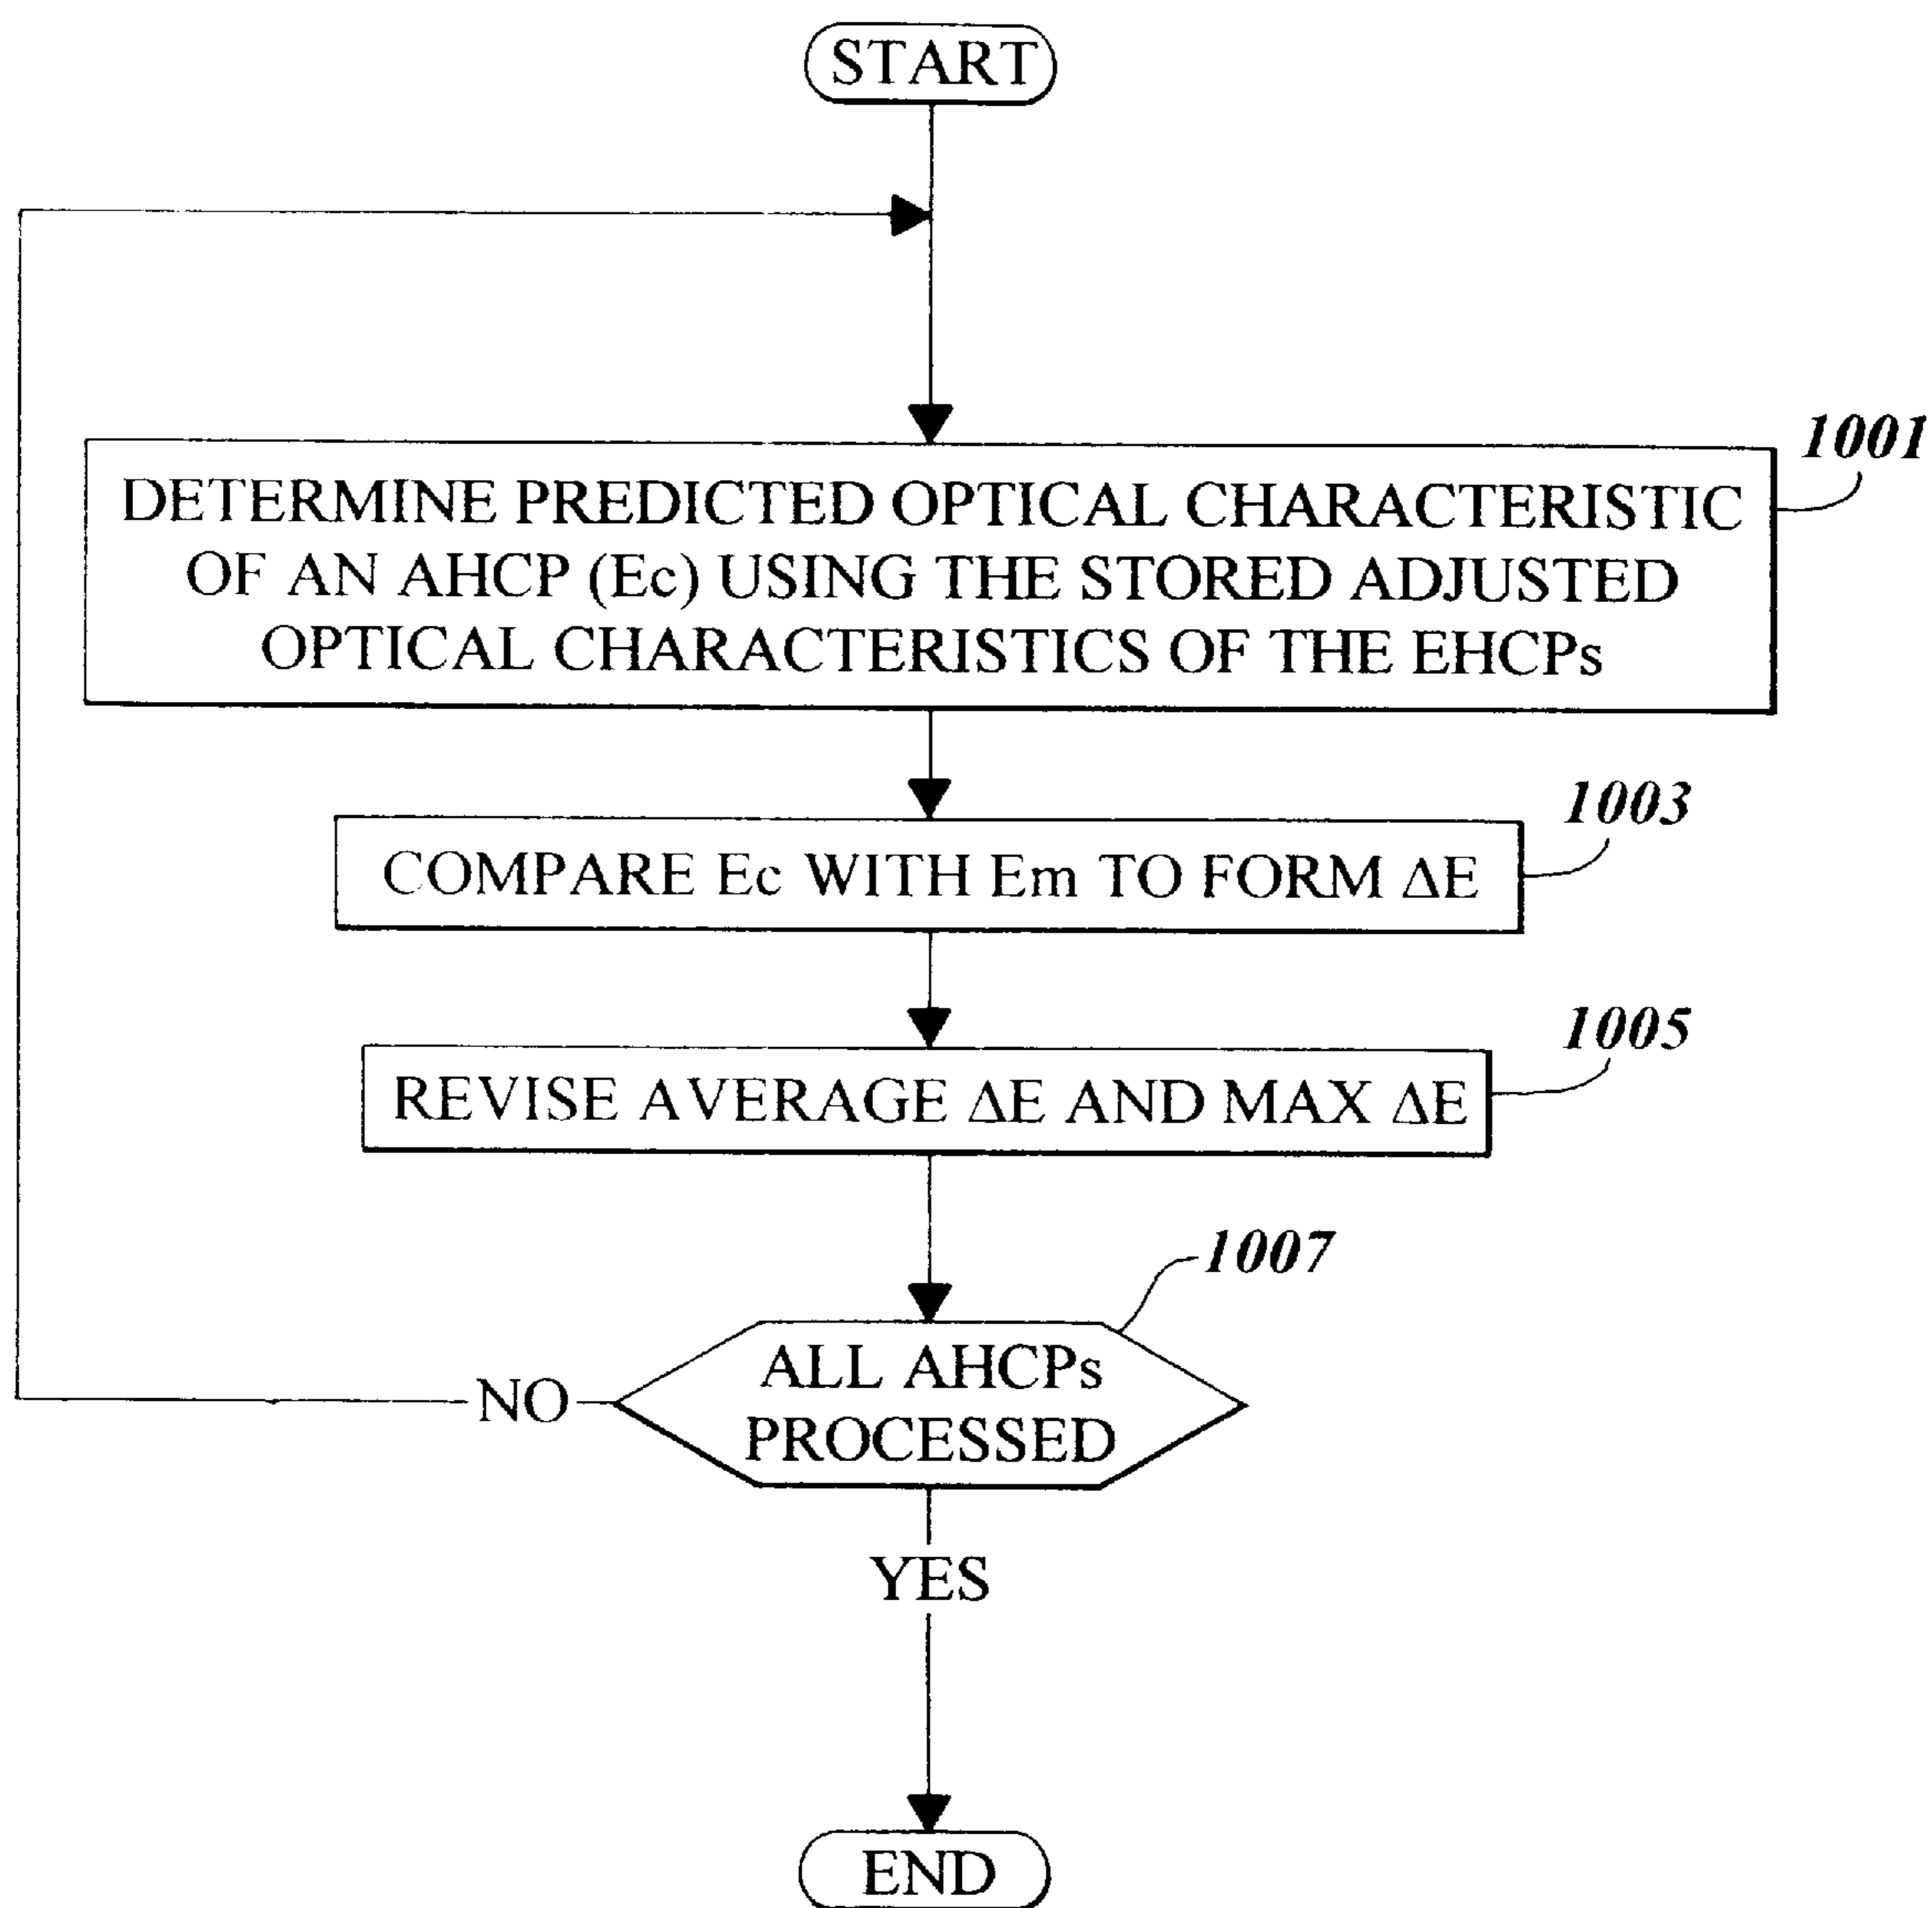 START
1001
DETERMINE PREDICTED OPTICAL CHARACTERISTIC
OF AN AHCP (Ec) USING THE STORED ADJUSTED
OPTICAL CHARACTERISTICS OF THE EHCPs
1003
COMPARE Ec WITH Em TO FORM ΔE
1005
REVISE AVERAGE ΔE AND MAX ΔE
1007
ALL AHCPs
PROCESSED
NO
YES
END